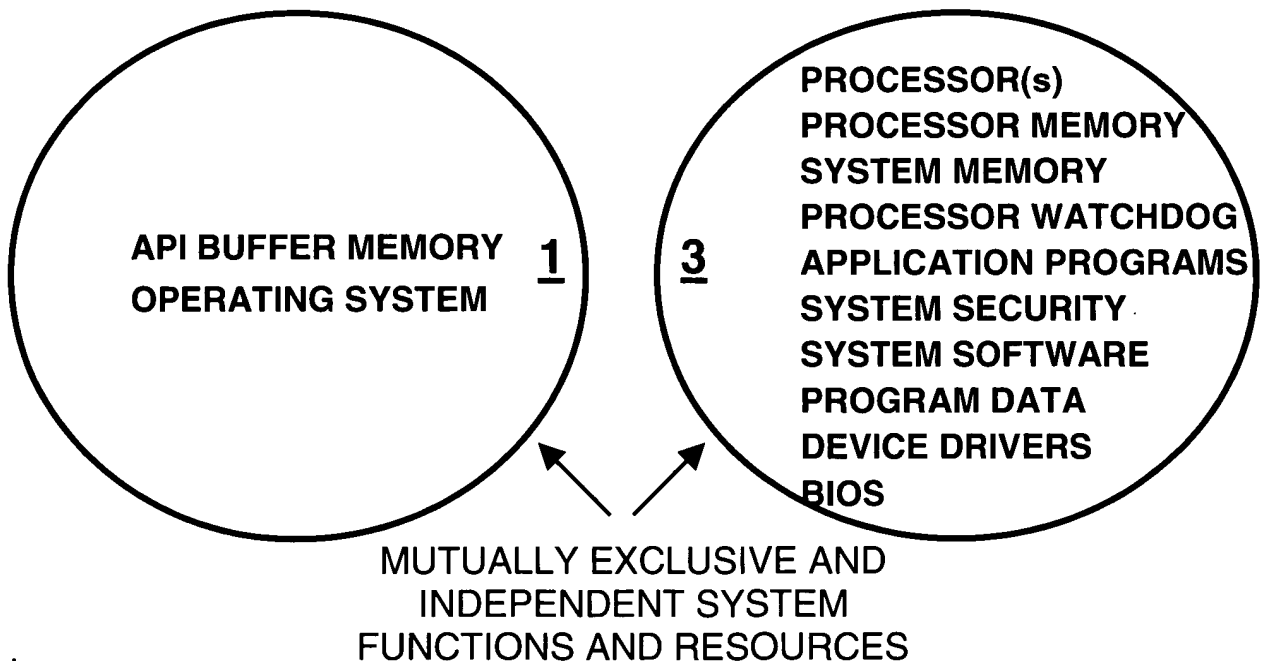 API BUFFER MEMORY
OPERATING SYSTEM
1
3
PROCESSOR(s)
PROCESSOR MEMORY
SYSTEM MEMORY
PROCESSOR WATCHDOG
APPLICATION PROGRAMS
SYSTEM SECURITY
SYSTEM SOFTWARE
PROGRAM DATA
DEVICE DRIVERS
BIOS
MUTUALLY EXCLUSIVE AND
INDEPENDENT SYSTEM
FUNCTIONS AND RESOURCES